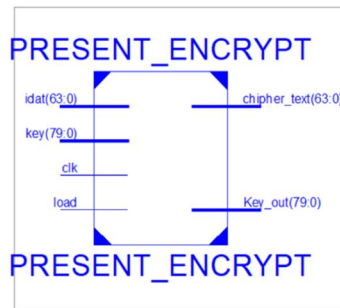 PRESENT_ENCRYPT
idat(63:0)
chipher_text(63:0)
key(79:0)
clk
load
Key_out(79:0)
PRESENT_ENCRYPT